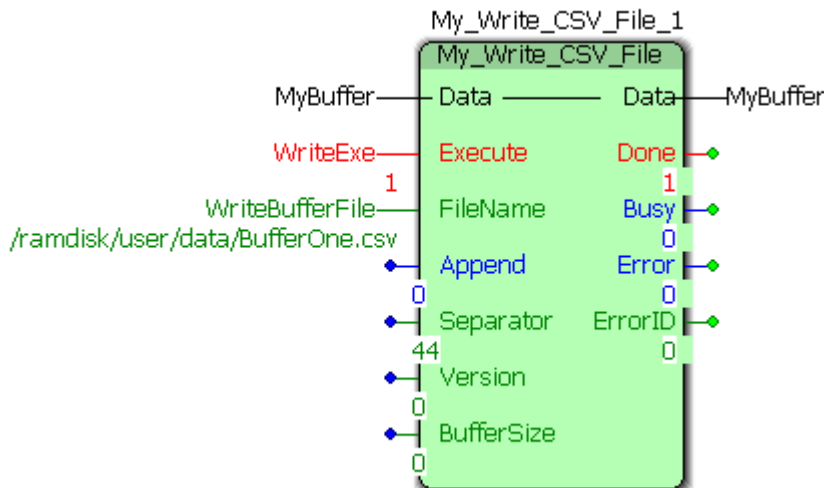 My_Write_CSV_File_1
My_Write_CSV_File
MyBuffer Data Data MyBuffer
WriteExe Execute Done
1 1
WriteBufferFile FileName Busy
/ramdisk/user/data/BufferOne.csv 0
Append Error
0 0
Separator ErrorID
44 0
Version
0
BufferSize
0